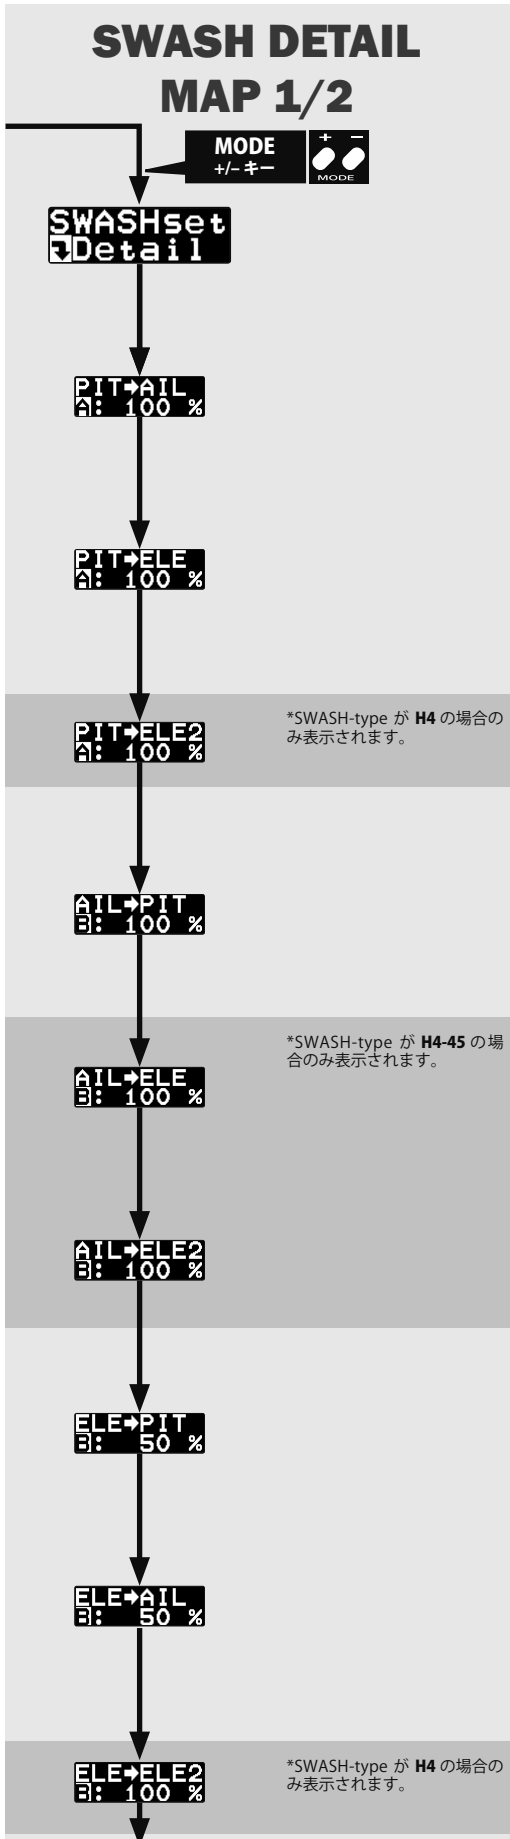 SWASH DETAIL
MAP 1/2
MODE
+/- キー
+ -
MODE
SWASHset
Detail
PIT➡AIL
A: 100 %
PIT➡ELE
A: 100 %
PIT➡ELE2
A: 100 %
*SWASH-type が H4 の場合の
み表示されます。
AIL➡PIT
B: 100 %
*SWASH-type が H4-45 の場
合のみ表示されます。
AIL➡ELE
B: 100 %
AIL➡ELE2
B: 100 %
ELE➡PIT
B: 50 %
ELE➡AIL
B: 50 %
ELE➡ELE2
B: 100 %
*SWASH-type が H4 の場合の
み表示されます。